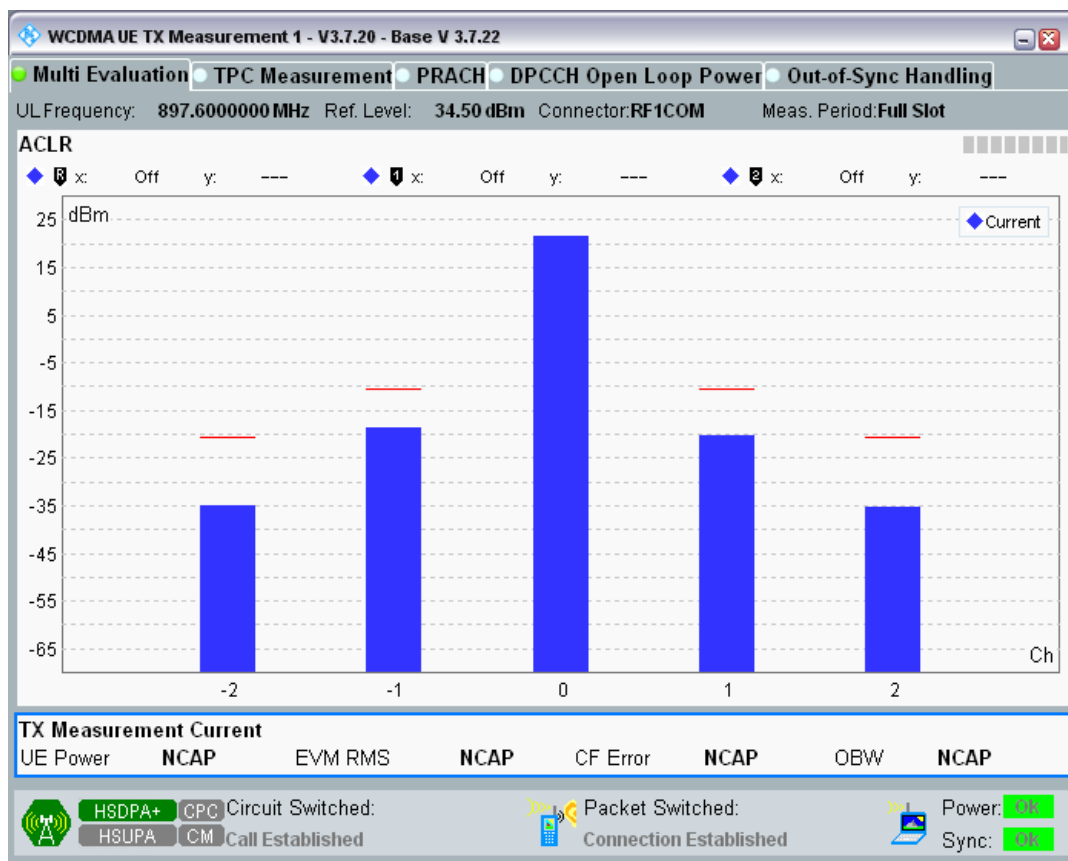 WCDMA UE TX Measurement 1 - V3.7.20 - Base V 3.7.22
Multi Evaluation TPC Measurement PRACH DPCCH Open Loop Power Out-of-Sync Handling
UL Frequency: 897.6000000 MHz Ref. Level: 34.50 dBm Connector:RF1COM Meas. Period:Full Slot
ACLR
R x: Off y: --- 1 x: Off y: --- 2 x: Off y: ---
dBm
Current
25
15
5
-5
-15
-25
-35
-45
-55
-65
Ch
-2 -1 0 1 2
TX Measurement Current
UE Power NCAP EVM RMS NCAP CF Error NCAP OBW NCAP
HSDPA+ CPC Circuit Switched: Packet Switched: Power: Ok
HSUPA CM Call Established Connection Established Sync: Ok